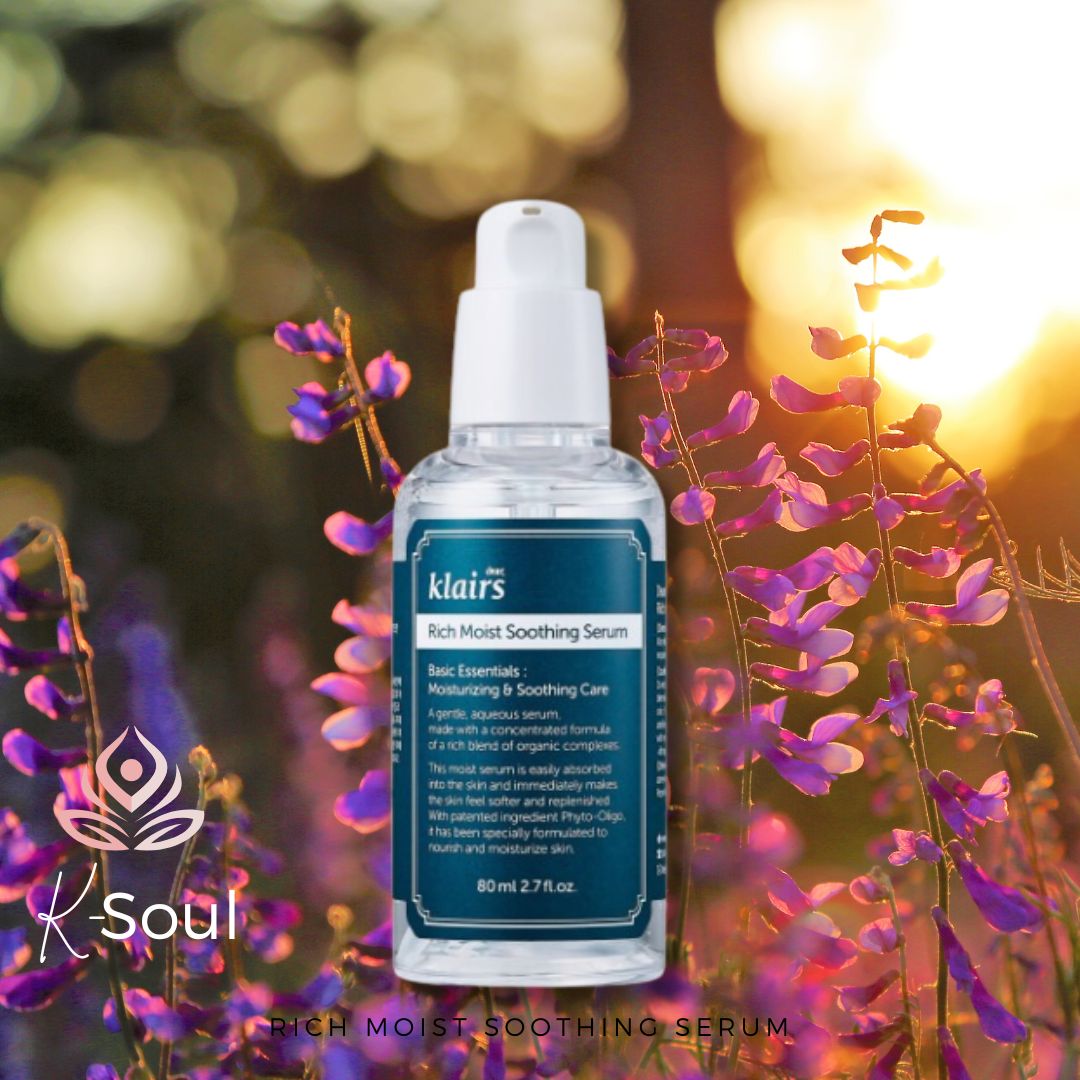 dear,
klairs
Rich Moist Soothing Serum
Basic Essentials :
Moisturizing & Soothing Care
A gentle, aqueous serum,
made with a concentrated formula
of a rich blend of organic complexes.
This moist serum is easily absorbed
into the skin and immediately makes
the skin feel softer and replenished
With patented ingredient Phyto-Oligo,
it has been specially formulated to
nourish and moisturize skin.
80 ml 2.7 fl.oz.
K-Soul
RICH MOIST SOOTHING SERUM